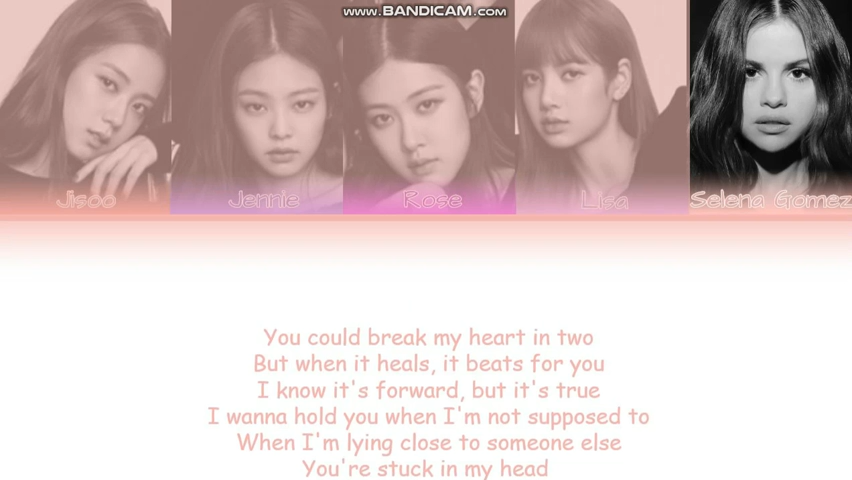 www.BANDICAM.com
Jisoo Jennie Rose Lisa Selena Gomez
You could break my heart in two
But when it heals, it beats for you
I know it's forward, but it's true
I wanna hold you when I'm not supposed to
When I'm lying close to someone else
You're stuck in my head